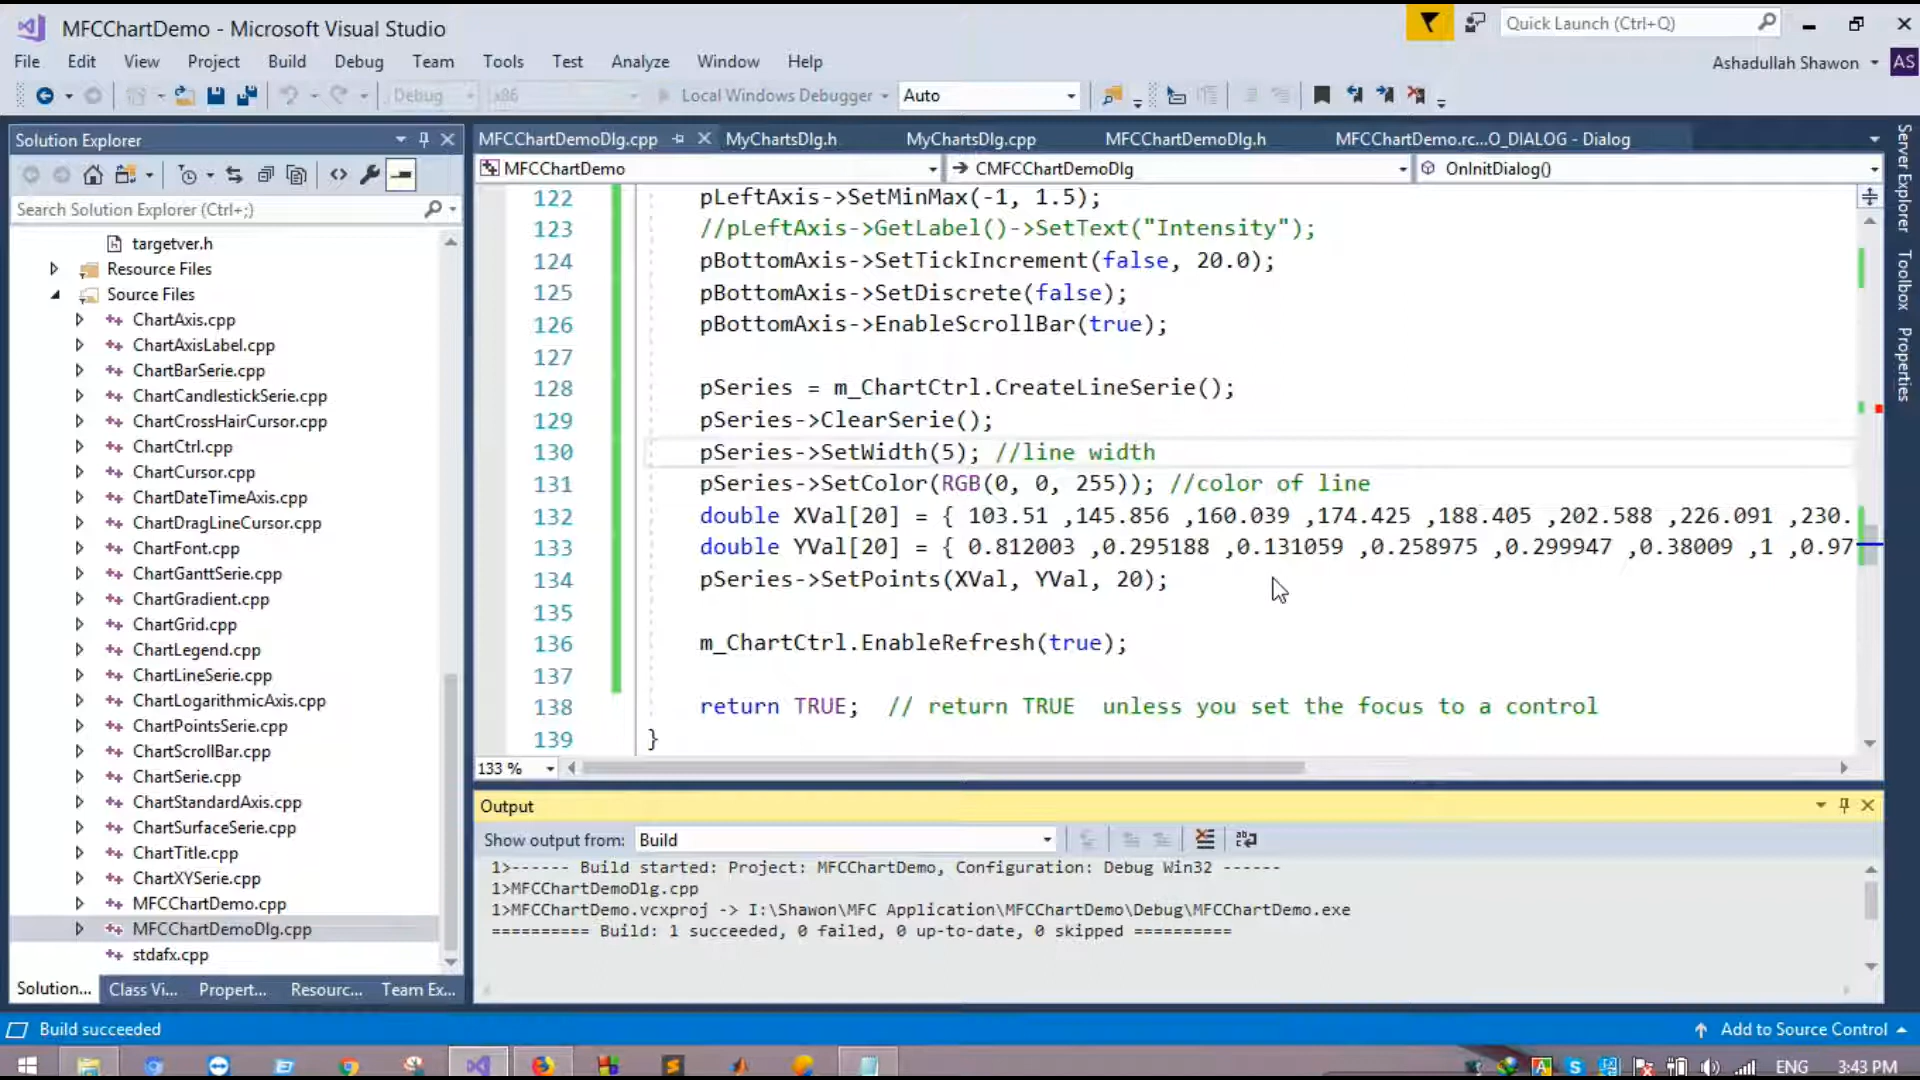 MFCChartDemo - Microsoft Visual Studio
Quick Launch (Ctrl+Q)
File Edit View Project Build Debug Team Tools Test Analyze Window Help
Ashadullah Shawon AS
Debug x86 Local Windows Debugger Auto
Solution Explorer
Search Solution Explorer (Ctrl+;)
targetver.h
Resource Files
Source Files
ChartAxis.cpp
ChartAxisLabel.cpp
ChartBarSerie.cpp
ChartCandlestickSerie.cpp
ChartCrossHairCursor.cpp
ChartCtrl.cpp
ChartCursor.cpp
ChartDateTimeAxis.cpp
ChartDragLineCursor.cpp
ChartFont.cpp
ChartGanttSerie.cpp
ChartGradient.cpp
ChartGrid.cpp
ChartLegend.cpp
ChartLineSerie.cpp
ChartLogarithmicAxis.cpp
ChartPointsSerie.cpp
ChartScrollBar.cpp
ChartSerie.cpp
ChartStandardAxis.cpp
ChartSurfaceSerie.cpp
ChartTitle.cpp
ChartXYSerie.cpp
MFCChartDemo.cpp
MFCChartDemoDlg.cpp
stdafx.cpp
Solution... Class Vi... Propert... Resourc... Team Ex...
MFCChartDemoDlg.cpp MyChartsDlg.h MyChartsDlg.cpp MFCChartDemoDlg.h MFCChartDemo.rc...O_DIALOG - Dialog
MFCChartDemo CMFCChartDemoDlg OnInitDialog()
122 pLeftAxis->SetMinMax(-1, 1.5);
123 //pLeftAxis->GetLabel()->SetText("Intensity");
124 pBottomAxis->SetTickIncrement(false, 20.0);
125 pBottomAxis->SetDiscrete(false);
126 pBottomAxis->EnableScrollBar(true);
127
128 pSeries = m_ChartCtrl.CreateLineSerie();
129 pSeries->ClearSerie();
130 pSeries->SetWidth(5); //line width
131 pSeries->SetColor(RGB(0, 0, 255)); //color of line
132 double XVal[20] = { 103.51 ,145.856 ,160.039 ,174.425 ,188.405 ,202.588 ,226.091 ,230.
133 double YVal[20] = { 0.812003 ,0.295188 ,0.131059 ,0.258975 ,0.299947 ,0.38009 ,1 ,0.97
134 pSeries->SetPoints(XVal, YVal, 20);
135
136 m_ChartCtrl.EnableRefresh(true);
137
138 return TRUE; // return TRUE unless you set the focus to a control
139 }
133 %
Output
Show output from: Build
1>------ Build started: Project: MFCChartDemo, Configuration: Debug Win32 ------
1>MFCChartDemoDlg.cpp
1>MFCChartDemo.vcxproj -> I:\Shawon\MFC Application\MFCChartDemo\Debug\MFCChartDemo.exe
========== Build: 1 succeeded, 0 failed, 0 up-to-date, 0 skipped ==========
Server Explorer
Toolbox
Properties
Build succeeded
Add to Source Control
ENG 3:43 PM